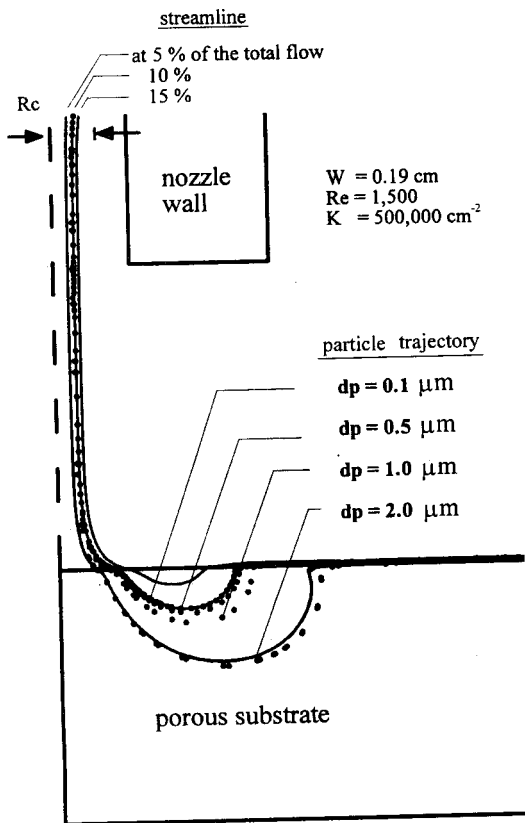 streamline
at 5 % of the total flow
10 %
15 %
Rc
nozzle
wall
W = 0.19 cm
Re = 1,500
K = 500,000 cm⁻²
particle trajectory
dp = 0.1 μm
dp = 0.5 μm
dp = 1.0 μm
dp = 2.0 μm
porous substrate